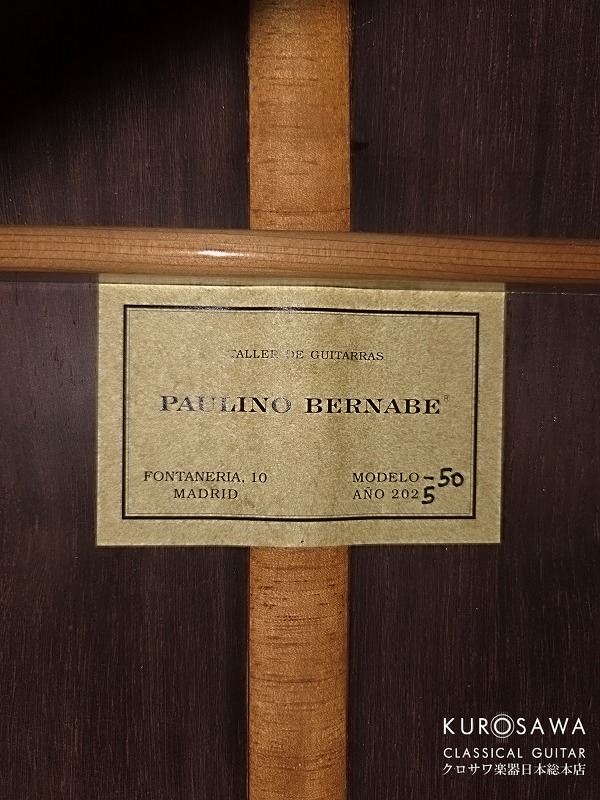 TALLER DE GUITARRAS
PAULINO BERNABE®
FONTANERIA, 10
MADRID
MODELO -50
AÑO 2025
KUROSAWA
CLASSICAL GUITAR
クロサワ楽器日本総本店